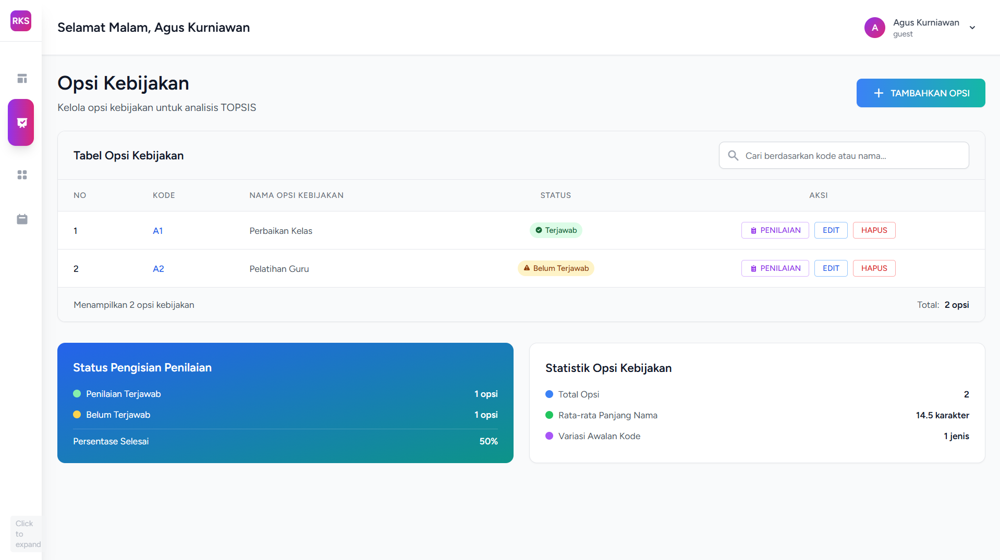 RKS
Selamat Malam, Agus Kurniawan
A
Agus Kurniawan
guest
Opsi Kebijakan
Kelola opsi kebijakan untuk analisis TOPSIS
TAMBAHKAN OPSI
Tabel Opsi Kebijakan
Cari berdasarkan kode atau nama...
NO KODE NAMA OPSI KEBIJAKAN STATUS AKSI
1 A1 Perbaikan Kelas Terjawab PENILAIAN EDIT HAPUS
2 A2 Pelatihan Guru Belum Terjawab PENILAIAN EDIT HAPUS
Menampilkan 2 opsi kebijakan Total: 2 opsi
Status Pengisian Penilaian
Penilaian Terjawab 1 opsi
Belum Terjawab 1 opsi
Persentase Selesai 50%
Statistik Opsi Kebijakan
Total Opsi 2
Rata-rata Panjang Nama 14.5 karakter
Variasi Awalan Kode 1 jenis
Click
to
expand